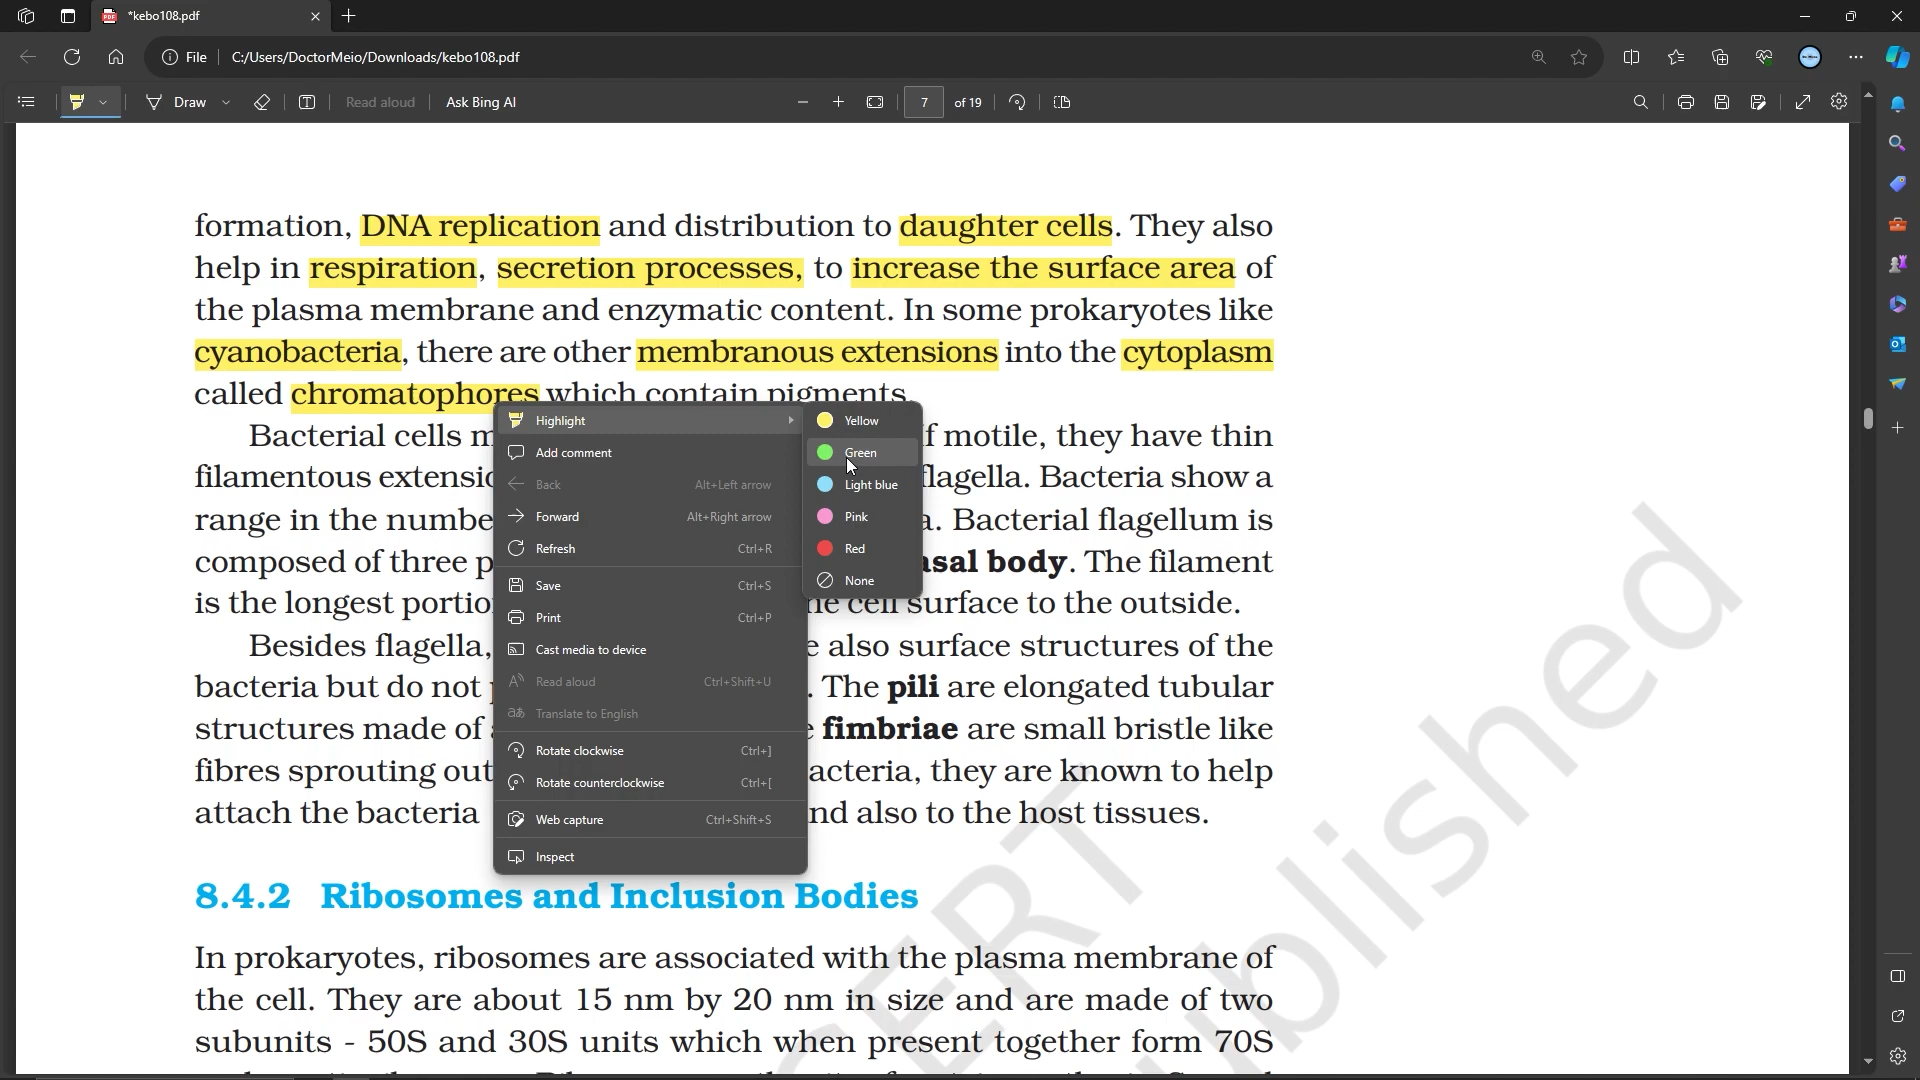 *kebo108.pdf
File C:/Users/DoctorMeio/Downloads/kebo108.pdf
Draw Read aloud Ask Bing AI 7 of 19
formation, DNA replication and distribution to daughter cells. They also
help in respiration, secretion processes, to increase the surface area of
the plasma membrane and enzymatic content. In some prokaryotes like
cyanobacteria, there are other membranous extensions into the cytoplasm
called chromatophores which contain pigments.
Bacterial cells m
f motile, they have thin
filamentous extensio
flagella. Bacteria show a
range in the numbe
a. Bacterial flagellum is
composed of three p
asal body. The filament
is the longest portio
he cell surface to the outside.
Besides flagella,
e also surface structures of the
bacteria but do not p
. The pili are elongated tubular
structures made of a
e fimbriae are small bristle like
fibres sprouting out
acteria, they are known to help
attach the bacteria
nd also to the host tissues.
Highlight
Add comment
Back Alt+Left arrow
Forward Alt+Right arrow
Refresh Ctrl+R
Save Ctrl+S
Print Ctrl+P
Cast media to device
Read aloud Ctrl+Shift+U
Translate to English
Rotate clockwise Ctrl+]
Rotate counterclockwise Ctrl+[
Web capture Ctrl+Shift+S
Inspect
Yellow
Green
Light blue
Pink
Red
None
8.4.2 Ribosomes and Inclusion Bodies
In prokaryotes, ribosomes are associated with the plasma membrane of
the cell. They are about 15 nm by 20 nm in size and are made of two
subunits - 50S and 30S units which when present together form 70S
CERT
ublished